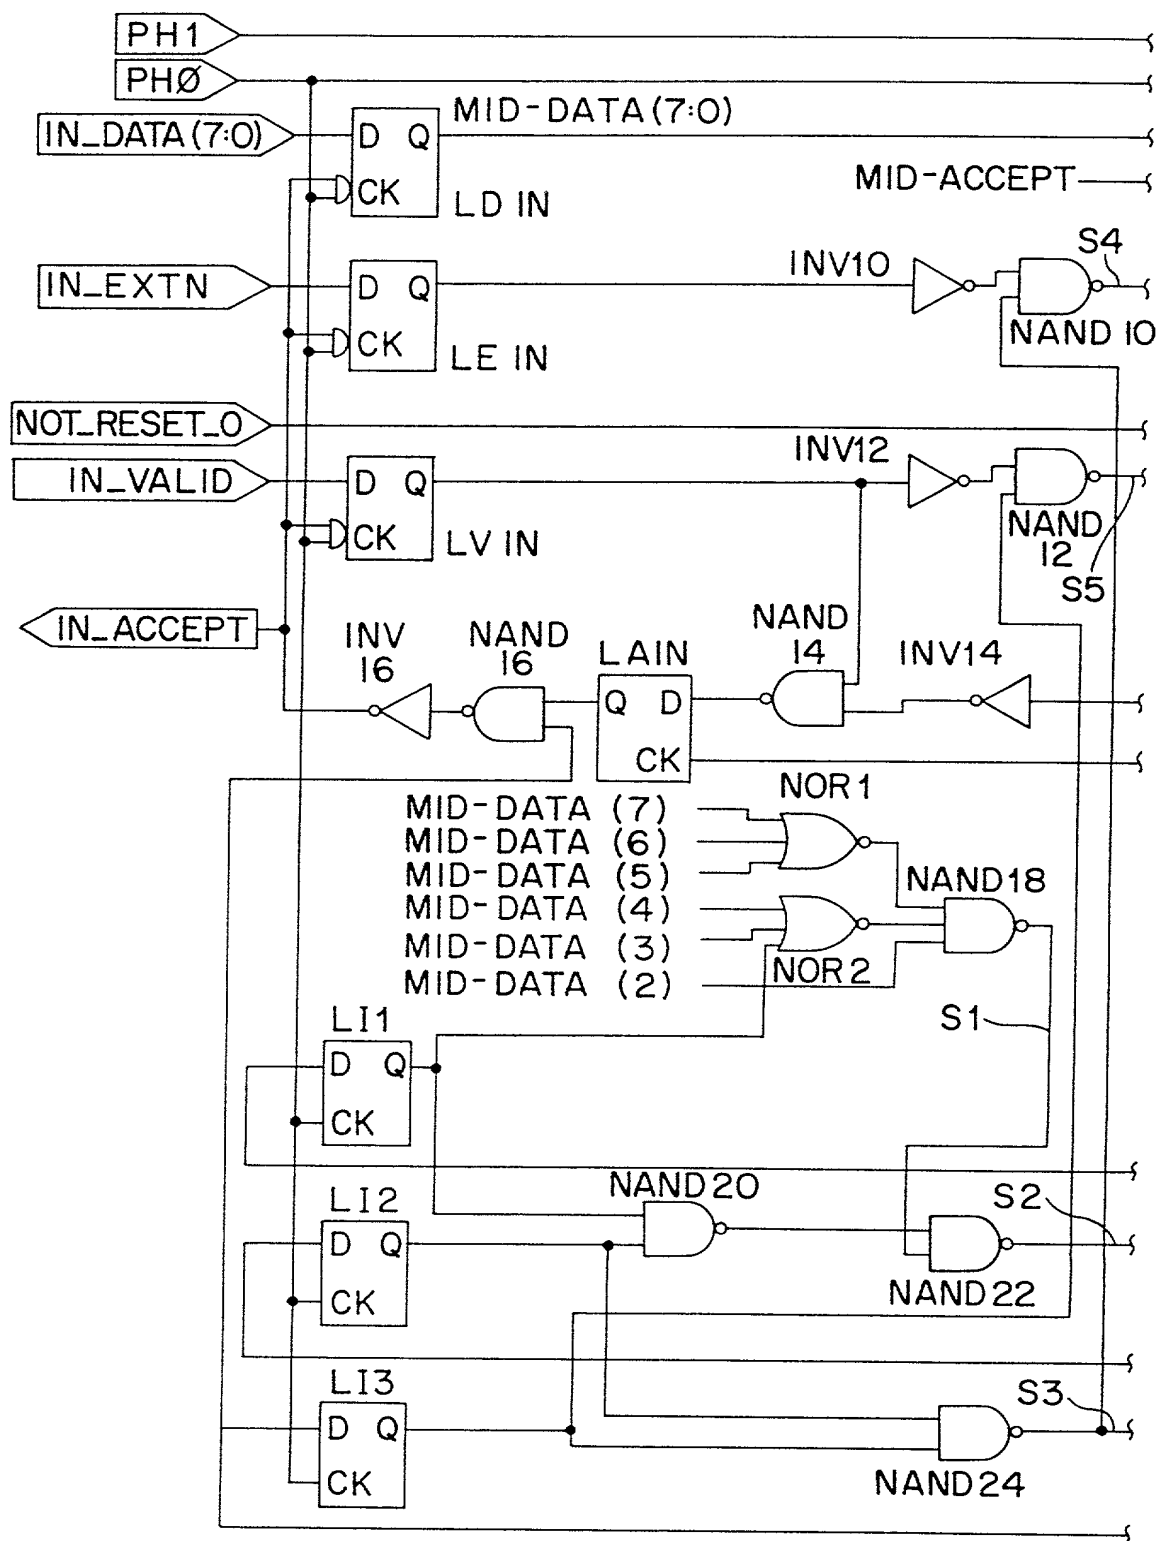 PH1
PHØ
IN_DATA (7:0)
D Q
CK
MID-DATA (7:0)
LD IN
MID-ACCEPT
IN_EXTN
D Q
CK
LE IN
INV10
S4
NAND 10
NOT_RESET_0
IN_VALID
D Q
CK
LV IN
INV12
NAND
12
S5
IN_ACCEPT
INV
16
NAND
16
LAIN
Q D
CK
NAND
14
INV14
NOR1
MID-DATA (7)
MID-DATA (6)
MID-DATA (5)
MID-DATA (4)
MID-DATA (3)
MID-DATA (2)
NAND18
NOR2
S1
LI1
D Q
CK
NAND20
LI2
D Q
CK
S2
NAND22
LI3
D Q
CK
S3
NAND24